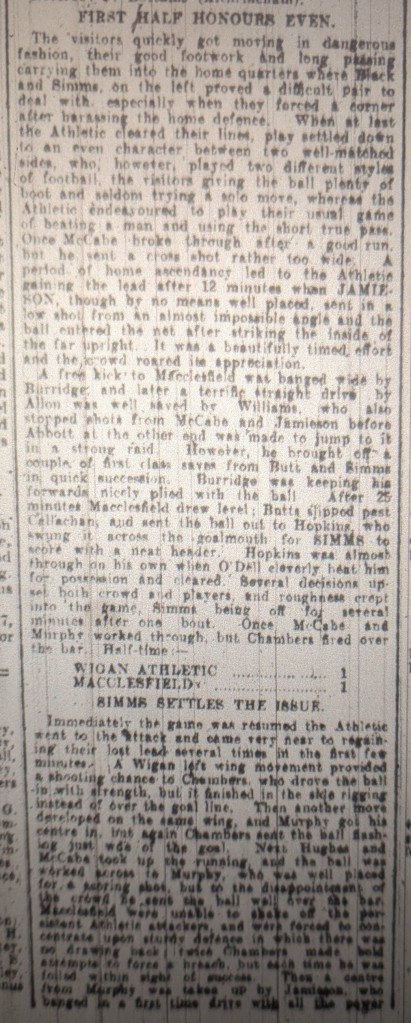 FIRST HALF HONOURS EVEN.
The visitors quickly got moving in dangerous
fashion, their good footwork and long passing
carrying them into the home quarters where Black
and Simms, on the left proved a difficult pair to
deal with, especially when they forced a corner
after harassing the home defence. When at last
the Athletic cleared their lines, play settled down
to an even character between two well-matched
sides, who, however, played two different styles
of football, the visitors giving the ball plenty of
boot and seldom trying a solo move, whereas the
Athletic endeavoured to play their usual game
of beating a man and using the short true pass.
Once McCabe broke through after a good run,
but he sent a cross shot rather too wide. A
period of home ascendancy led to the Athletic
gaining the lead after 12 minutes when JAMIE-
SON, though by no means well placed, sent in a
low shot from an almost impossible angle and the
ball entered the net after striking the inside of
the far upright. It was a beautifully timed effort
and the crowd roared its appreciation.
A free kick to Macclesfield was banged wide by
Burridge and later a terrific straight drive by
Allon was well saved by Williams, who also
stopped shots from McCabe and Jamieson before
Abbott at the other end was made to jump to it
in a strong raid. However, he brought off a
couple of first class saves from Butt and Simms
in quick succession. Burridge was keeping his
forwards nicely plied with the ball After 25
minutes Macclesfield drew level; Butts slipped past
Callachan, and sent the ball out to Hopkins, who
swung it across the goalmouth for SIMMS to
score with a neat header. Hopkins was almost
through on his own when O'Dell cleverly beat him
for possession and cleared. Several decisions up-
set both crowd and players, and roughness crept
into the game, Simms being off for several
minutes after one bout. Once McCabe and
Murphy worked through, but Chambers fired over
the bar. Half-time:—
WIGAN ATHLETIC ............... 1
MACCLESFIELD ................. 1
SIMMS SETTLES THE ISSUE.
Immediately the game was resumed the Athletic
went to the attack and came very near to regain-
ing their lost lead several times in the first few
minutes. A Wigan left wing movement provided
a shooting chance to Chambers, who drove the ball
in with strength, but it finished in the side rigging
instead of over the goal line. Then another move
developed on the same wing, and Murphy got his
centre in, but again Chambers sent the ball flash-
ing just wide of the goal. Next Hughes and
McCabe took up the running, and the ball was
worked across to Murphy, who was well placed
for a scoring shot, but to the disappointment of
the crowd he sent the ball well over the bar.
Macclesfield were unable to shake off the per-
sistent Athletic attackers, and were forced to con-
centrate upon sturdy defence in which there was
no drawing back; twice Chambers made bold
attempts to force a breach, but each time he was
foiled within sight of success. Then a centre
from Murphy was taken up by Jamieson, who
banged in a first time drive with all the